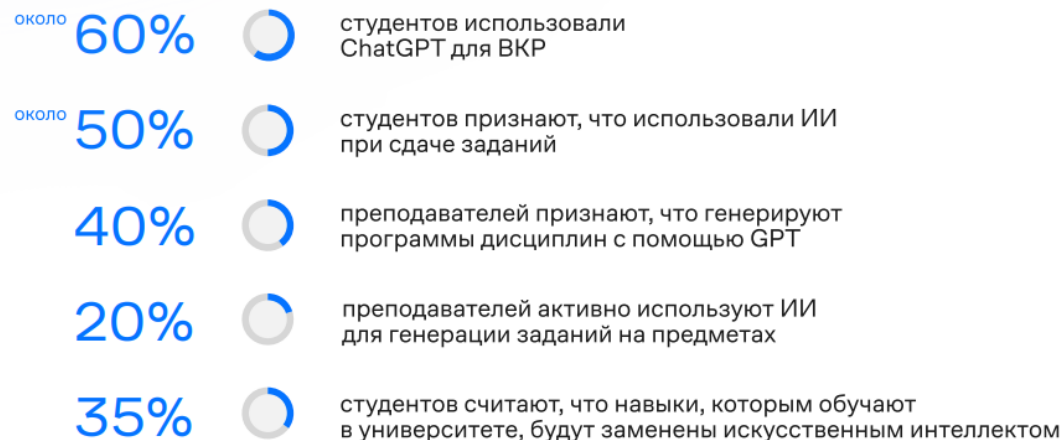 около 60%
студентов использовали
ChatGPT для ВКР
около 50%
студентов признают, что использовали ИИ
при сдаче заданий
40%
преподавателей признают, что генерируют
программы дисциплин с помощью GPT
20%
преподавателей активно используют ИИ
для генерации заданий на предметах
35%
студентов считают, что навыки, которым обучают
в университете, будут заменены искусственным интеллектом